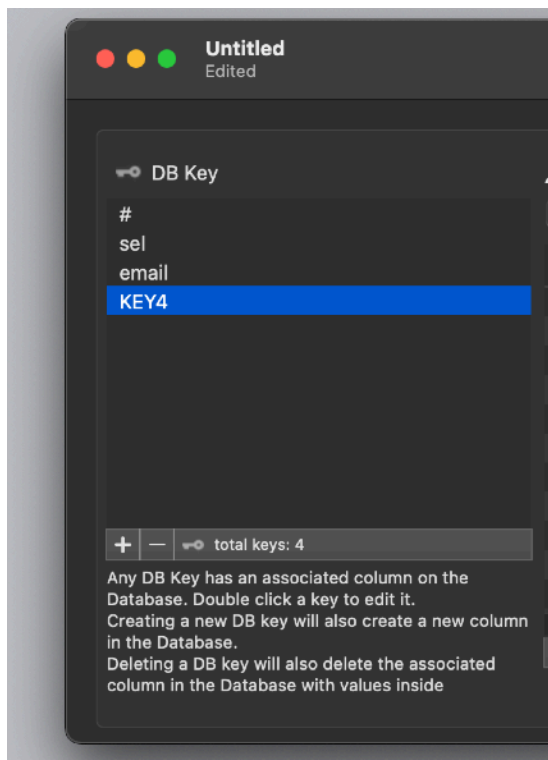 Untitled
Edited
DB Key
#
sel
email
KEY4
total keys: 4
Any DB Key has an associated column on the
Database. Double click a key to edit it.
Creating a new DB key will also create a new column
in the Database.
Deleting a DB key will also delete the associated
column in the Database with values inside